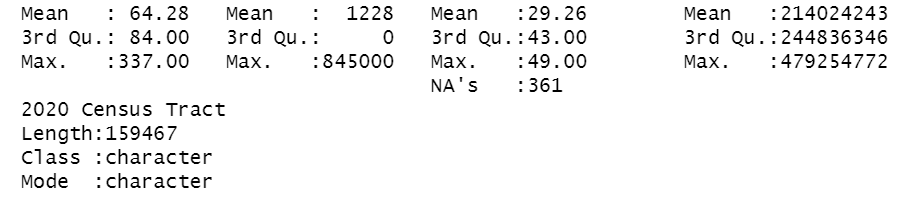 Mean   : 64.28   Mean   :  1228   Mean   :29.26        Mean   :214024243
3rd Qu.: 84.00   3rd Qu.:     0   3rd Qu.:43.00        3rd Qu.:244836346
Max.   :337.00   Max.   :845000   Max.   :49.00        Max.   :479254772
NA's   :361
2020 Census Tract
Length:159467
Class :character
Mode  :character